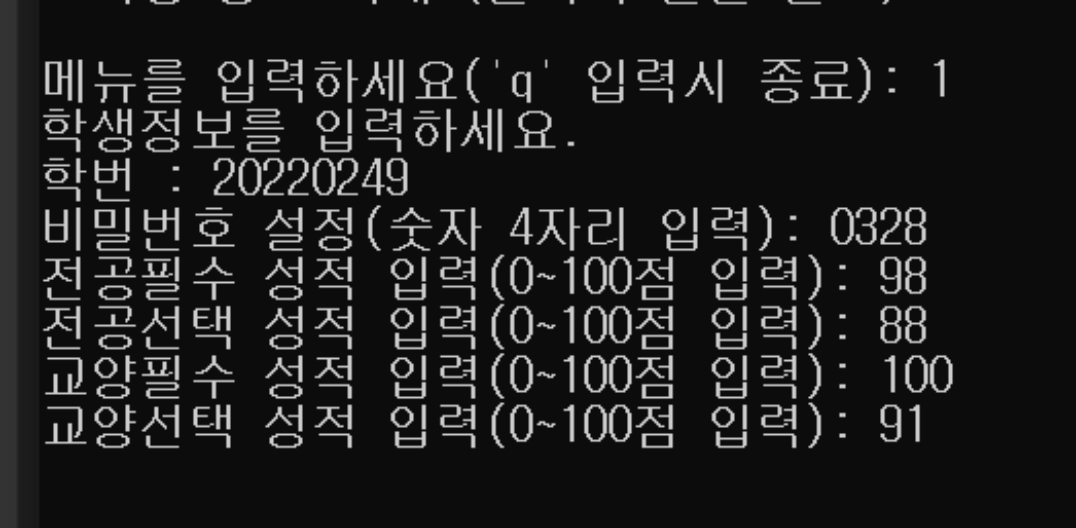 메뉴를 입력하세요('q' 입력시 종료): 1
학생정보를 입력하세요.
학번 : 20220249
비밀번호 설정(숫자 4자리 입력): 0328
전공필수 성적 입력(0~100점 입력): 98
전공선택 성적 입력(0~100점 입력): 88
교양필수 성적 입력(0~100점 입력): 100
교양선택 성적 입력(0~100점 입력): 91